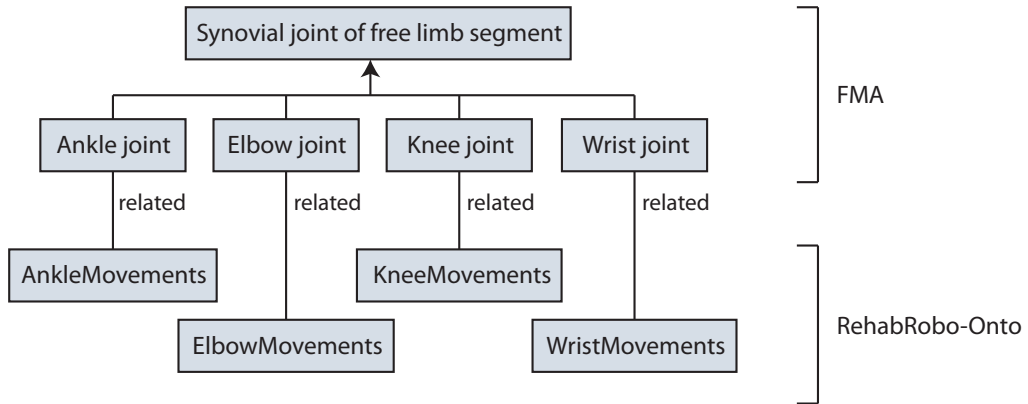 Synovial joint of free limb segment
FMA
Ankle joint
Elbow joint
Knee joint
Wrist joint
related
related
related
related
AnkleMovements
KneeMovements
RehabRobo-Onto
ElbowMovements
WristMovements